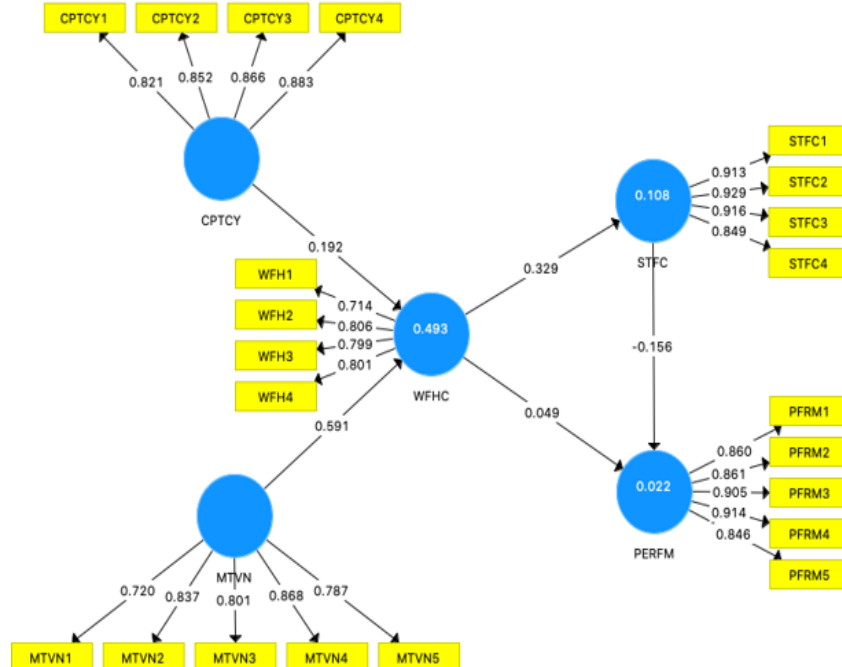 CPTCY1 CPTCY2 CPTCY3 CPTCY4
0.821 0.852 0.866 0.883
CPTCY
0.192
WFH1
WFH2
WFH3
WFH4
0.714
0.806
0.799
0.801
0.493
WFHC
0.591
MTVN
0.720 0.837 0.801 0.868 0.787
MTVN1 MTVN2 MTVN3 MTVN4 MTVN5
0.329
0.049
0.108
STFC
0.913
0.929
0.916
0.849
STFC1
STFC2
STFC3
STFC4
-0.156
0.022
PERFM
0.860
0.861
0.905
0.914
0.846
PFRM1
PFRM2
PFRM3
PFRM4
PFRM5